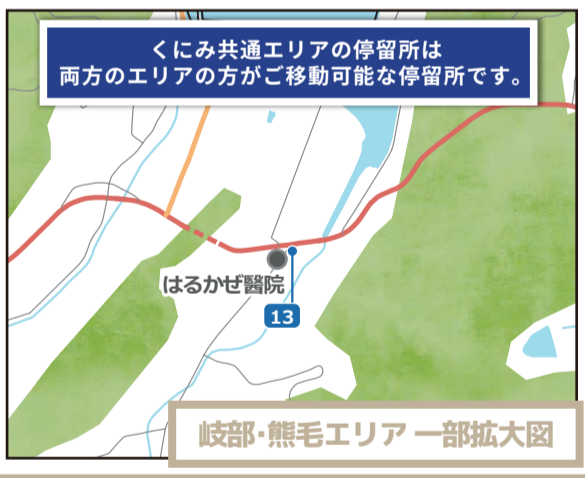 くにみ共通エリアの停留所は
両方のエリアの方がご移動可能な停留所です。
はるかぜ醫院
13
岐部・熊毛エリア 一部拡大図